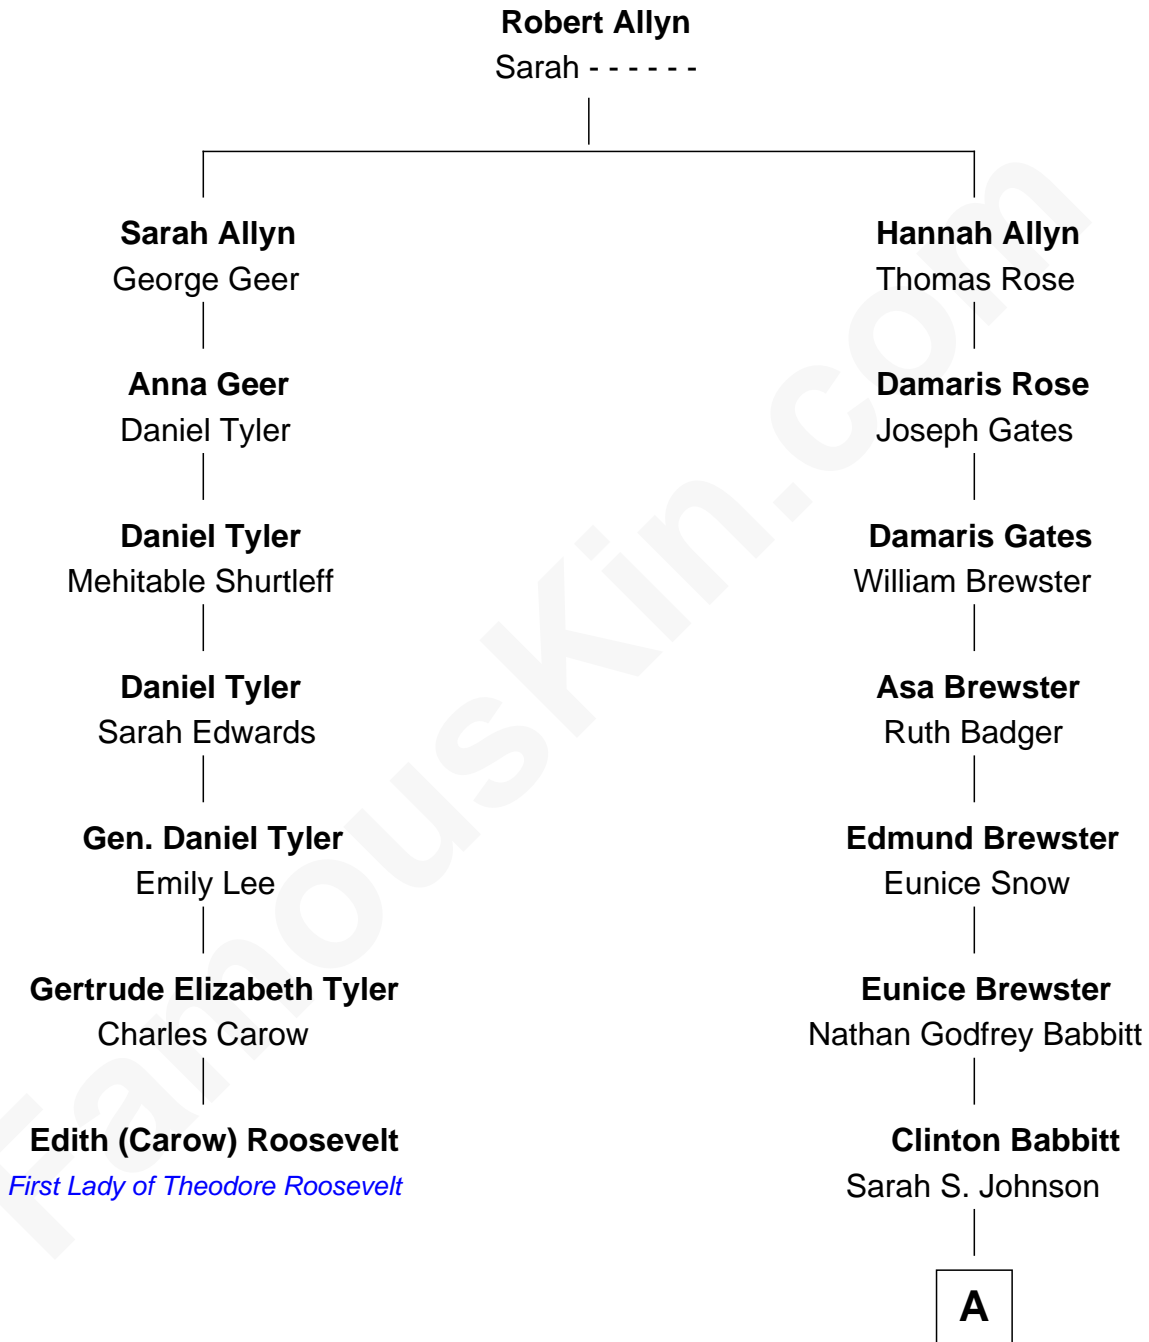 Robert Allyn
Sarah - - - - - -
Sarah Allyn
George Geer
Hannah Allyn
Thomas Rose
Anna Geer
Daniel Tyler
Damaris Rose
Joseph Gates
Daniel Tyler
Mehitable Shurtleff
Damaris Gates
William Brewster
Daniel Tyler
Sarah Edwards
Asa Brewster
Ruth Badger
Gen. Daniel Tyler
Emily Lee
Edmund Brewster
Eunice Snow
Gertrude Elizabeth Tyler
Charles Carow
Eunice Brewster
Nathan Godfrey Babbitt
Edith (Carow) Roosevelt
First Lady of Theodore Roosevelt
Clinton Babbitt
Sarah S. Johnson
A
FamousKin.com